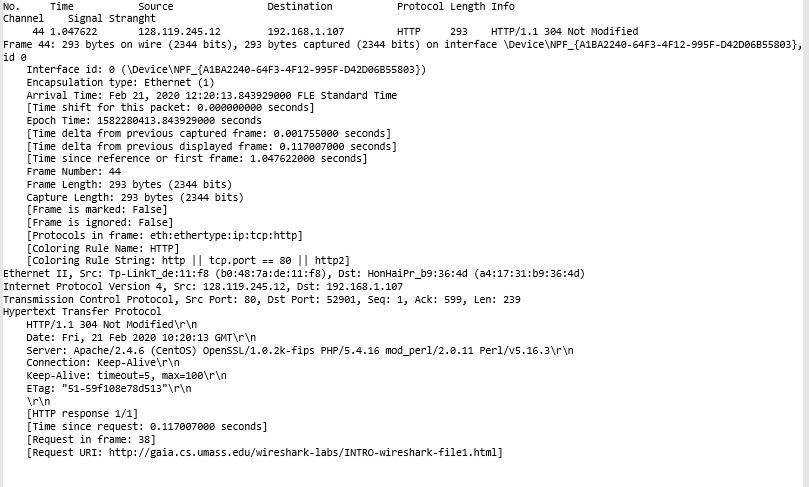 No.     Time           Source                Destination           Protocol Length Info
Channel    Signal Stranght
     44 1.047622       128.119.245.12        192.168.1.107         HTTP     293    HTTP/1.1 304 Not Modified
Frame 44: 293 bytes on wire (2344 bits), 293 bytes captured (2344 bits) on interface \Device\NPF_{A1BA2240-64F3-4F12-995F-D42D06B55803},
id 0
    Interface id: 0 (\Device\NPF_{A1BA2240-64F3-4F12-995F-D42D06B55803})
    Encapsulation type: Ethernet (1)
    Arrival Time: Feb 21, 2020 12:20:13.843929000 FLE Standard Time
    [Time shift for this packet: 0.000000000 seconds]
    Epoch Time: 1582280413.843929000 seconds
    [Time delta from previous captured frame: 0.001755000 seconds]
    [Time delta from previous displayed frame: 0.117007000 seconds]
    [Time since reference or first frame: 1.047622000 seconds]
    Frame Number: 44
    Frame Length: 293 bytes (2344 bits)
    Capture Length: 293 bytes (2344 bits)
    [Frame is marked: False]
    [Frame is ignored: False]
    [Protocols in frame: eth:ethertype:ip:tcp:http]
    [Coloring Rule Name: HTTP]
    [Coloring Rule String: http || tcp.port == 80 || http2]
Ethernet II, Src: Tp-LinkT_de:11:f8 (b0:48:7a:de:11:f8), Dst: HonHaiPr_b9:36:4d (a4:17:31:b9:36:4d)
Internet Protocol Version 4, Src: 128.119.245.12, Dst: 192.168.1.107
Transmission Control Protocol, Src Port: 80, Dst Port: 52901, Seq: 1, Ack: 599, Len: 239
Hypertext Transfer Protocol
    HTTP/1.1 304 Not Modified\r\n
    Date: Fri, 21 Feb 2020 10:20:13 GMT\r\n
    Server: Apache/2.4.6 (CentOS) OpenSSL/1.0.2k-fips PHP/5.4.16 mod_perl/2.0.11 Perl/v5.16.3\r\n
    Connection: Keep-Alive\r\n
    Keep-Alive: timeout=5, max=100\r\n
    ETag: "51-59f108e78d513"\r\n
    \r\n
    [HTTP response 1/1]
    [Time since request: 0.117007000 seconds]
    [Request in frame: 38]
    [Request URI: http://gaia.cs.umass.edu/wireshark-labs/INTRO-wireshark-file1.html]